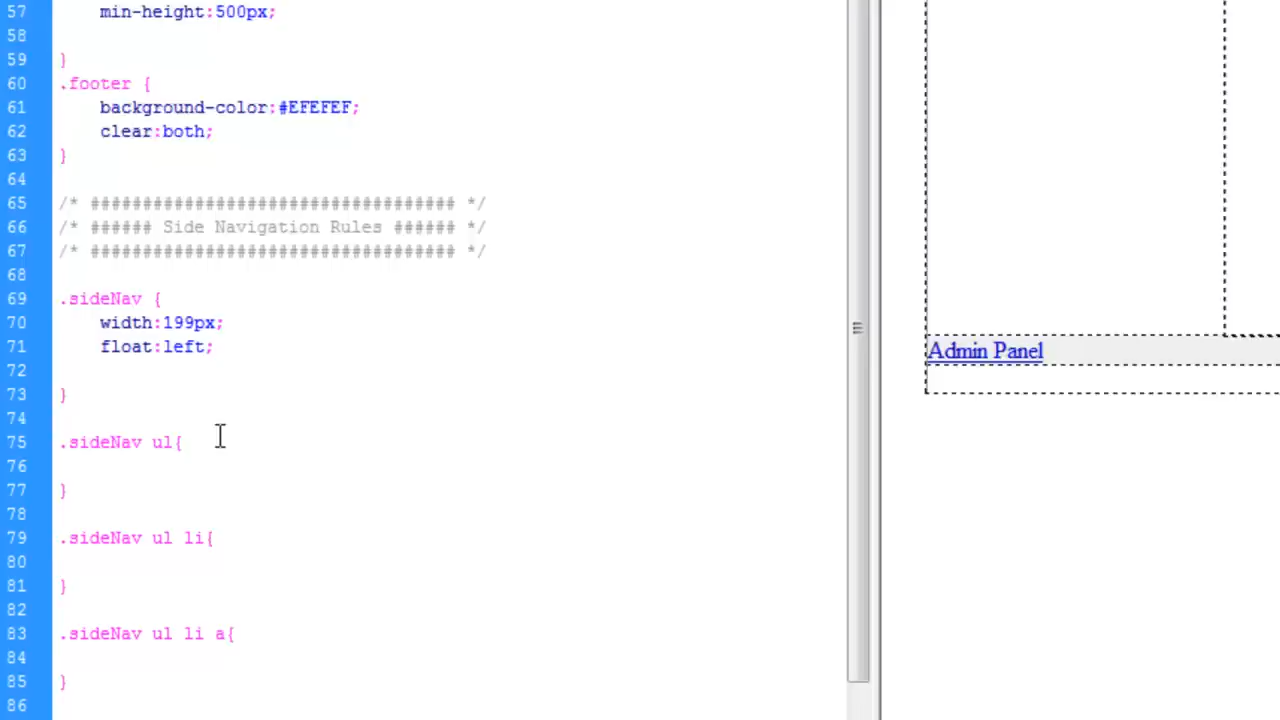 57 min-height:500px;
58
59 }
60 .footer {
61 background-color:#EFEFEF;
62 clear:both;
63 }
64
65 /* ################################### */
66 /* ###### Side Navigation Rules ###### */
67 /* ################################### */
68
69 .sideNav {
70 width:199px;
71 float:left;
72
73 }
74
75 .sideNav ul{
76
77 }
78
79 .sideNav ul li{
80
81 }
82
83 .sideNav ul li a{
84
85 }
86
Admin Panel